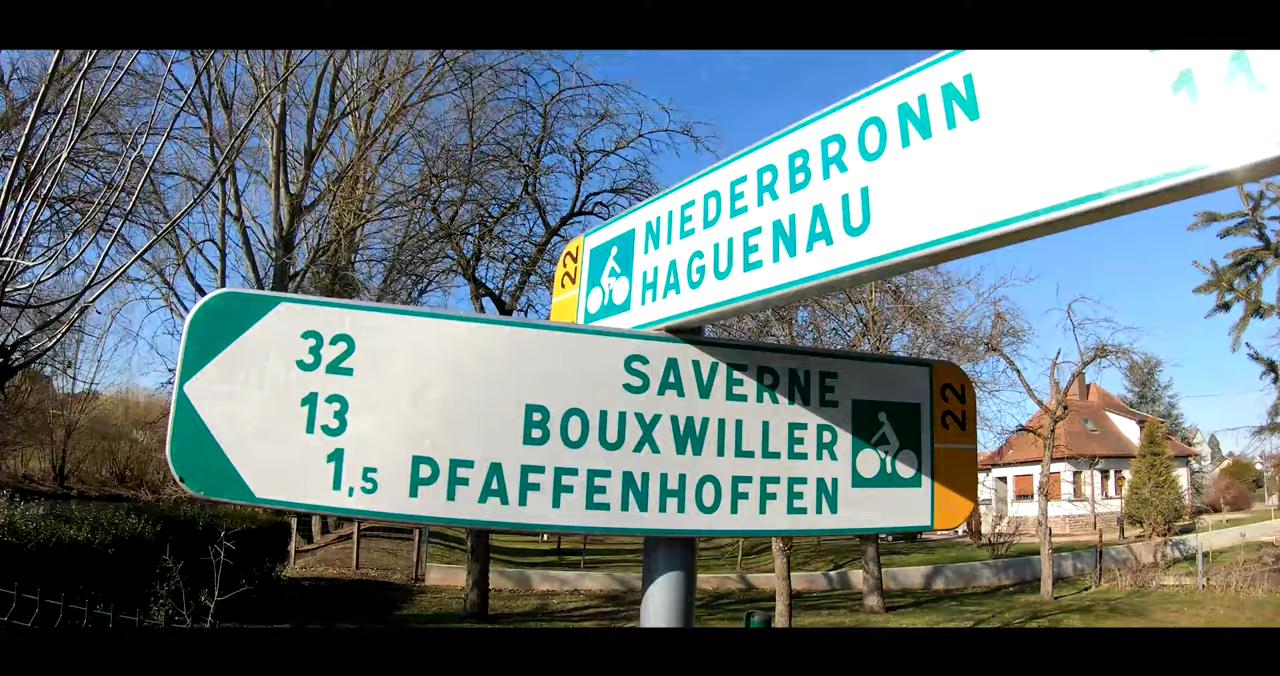 NIEDERBRONN
HAGUENAU
22
32 SAVERNE
13 BOUXWILLER
1,5 PFAFFENHOFFEN
22